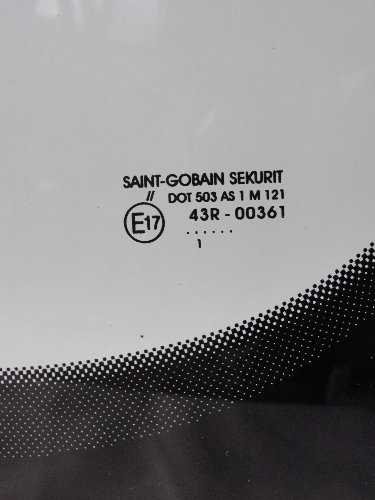 SAINT-GOBAIN SEKURIT
// DOT 503 AS 1 M 121
E17 43R - 00361
......
1